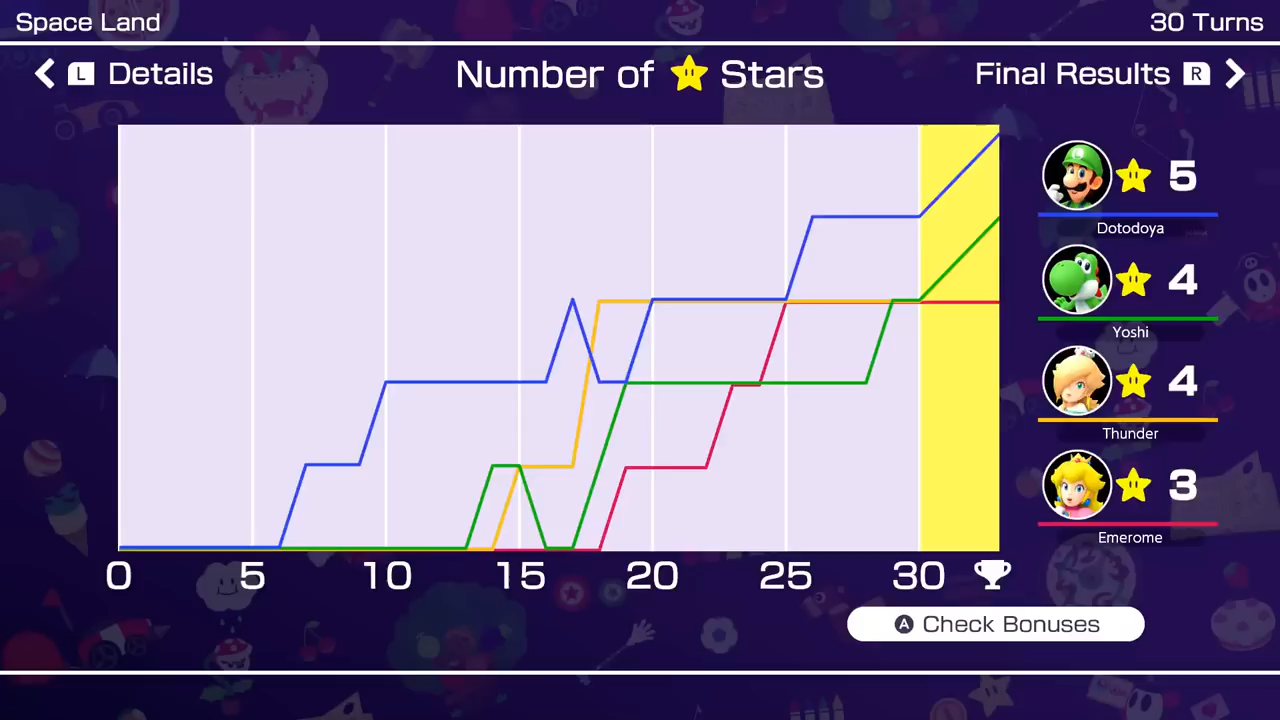 Space Land
30 Turns
L Details
Number of Stars
Final Results R
5
Dotodoya
4
Yoshi
4
Thunder
3
Emerome
0 5 10 15 20 25 30
A Check Bonuses